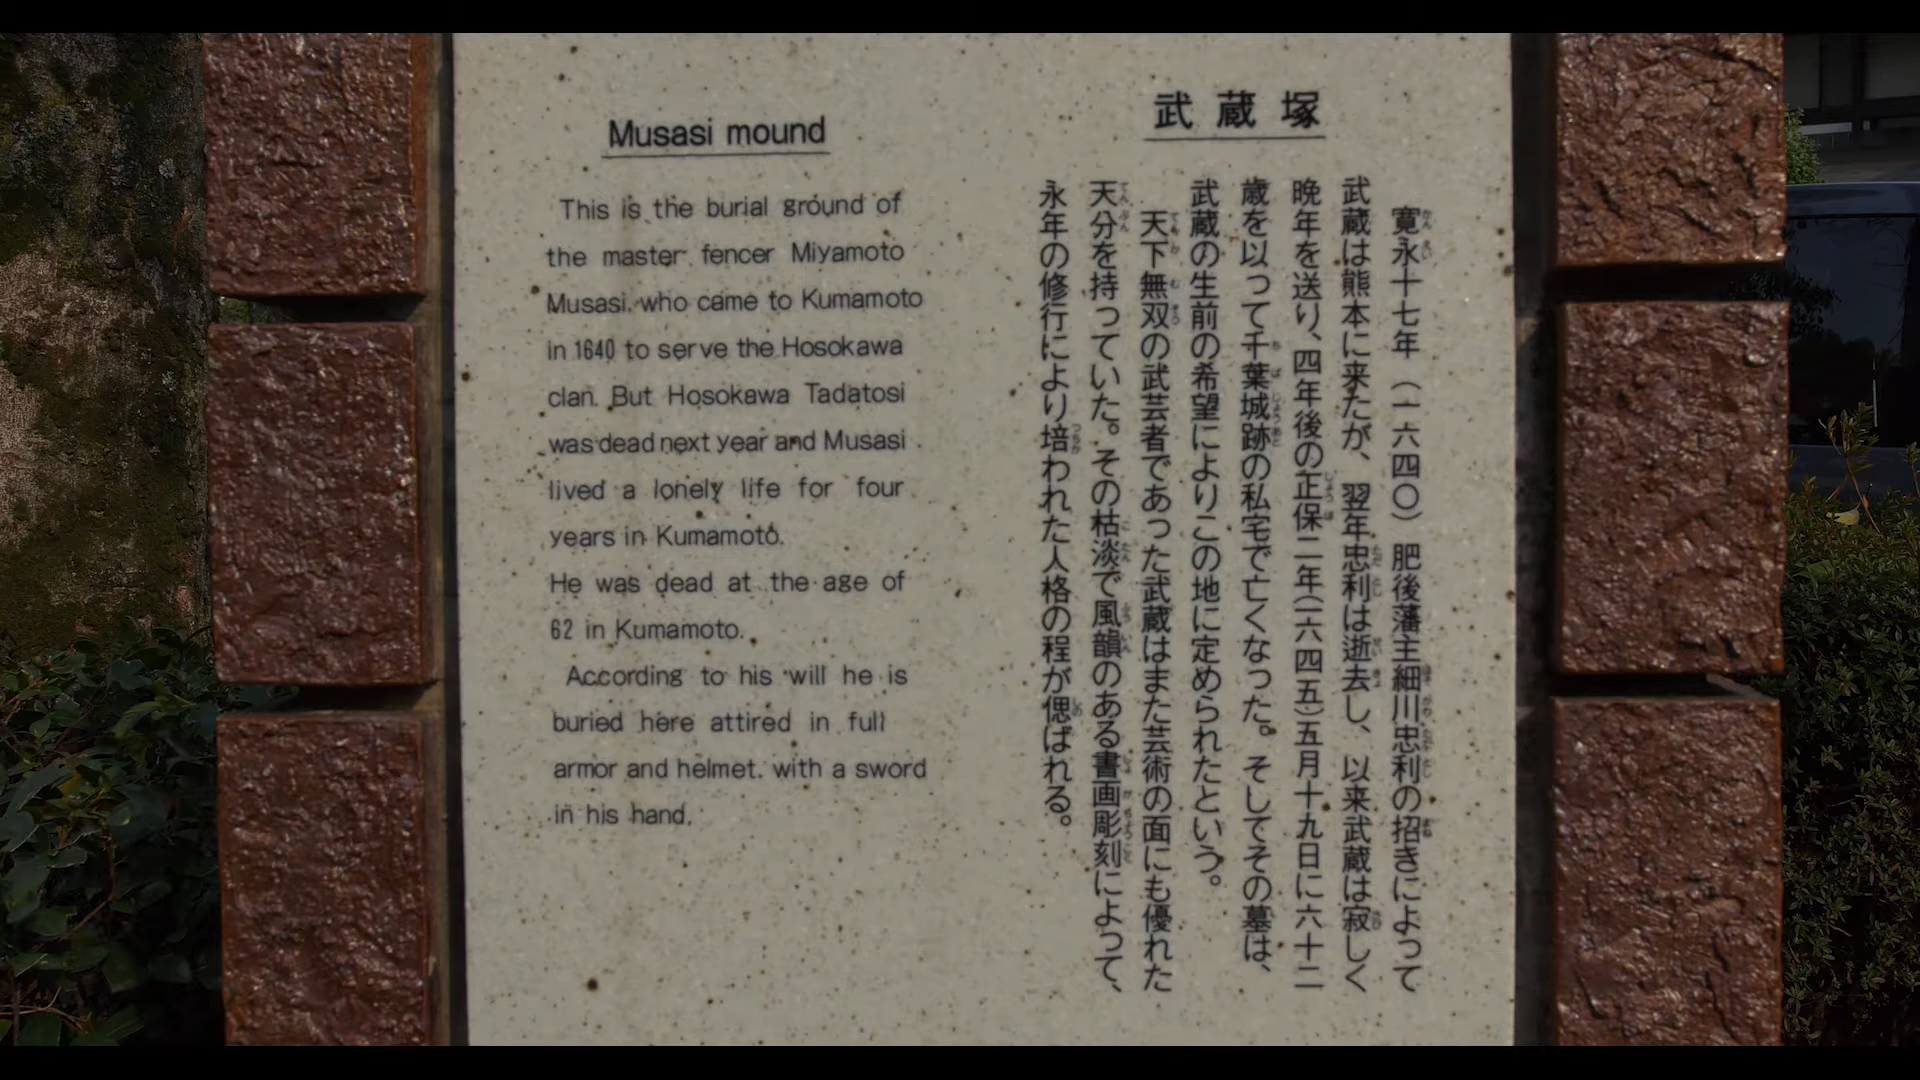 Musasi mound
This is the burial ground of
the master fencer Miyamoto
Musasi. who came to Kumamoto
in 1640 to serve the Hosokawa
clan. But Hosokawa Tadatosi
was dead next year and Musasi
lived a lonely life for four
years in Kumamoto.
He was dead at the age of
62 in Kumamoto.
According to his will he is
buried here attired in full
armor and helmet. with a sword
in his hand.
武蔵塚
寛永十七年（一六四〇）肥後藩主細川忠利の招きによって
武蔵は熊本に来たが、翌年忠利は逝去し、以来武蔵は寂しく
晩年を送り、四年後の正保二年（一六四五）五月十九日に六十二
歳を以って千葉城跡の私宅で亡くなった。そしてその墓は、
武蔵の生前の希望によりこの地に定められたという。
天下無双の武芸者であった武蔵はまた芸術の面にも優れた
天分を持っていた。その枯淡で風韻のある書画彫刻によって、
永年の修行により培われた人格の程が偲ばれる。